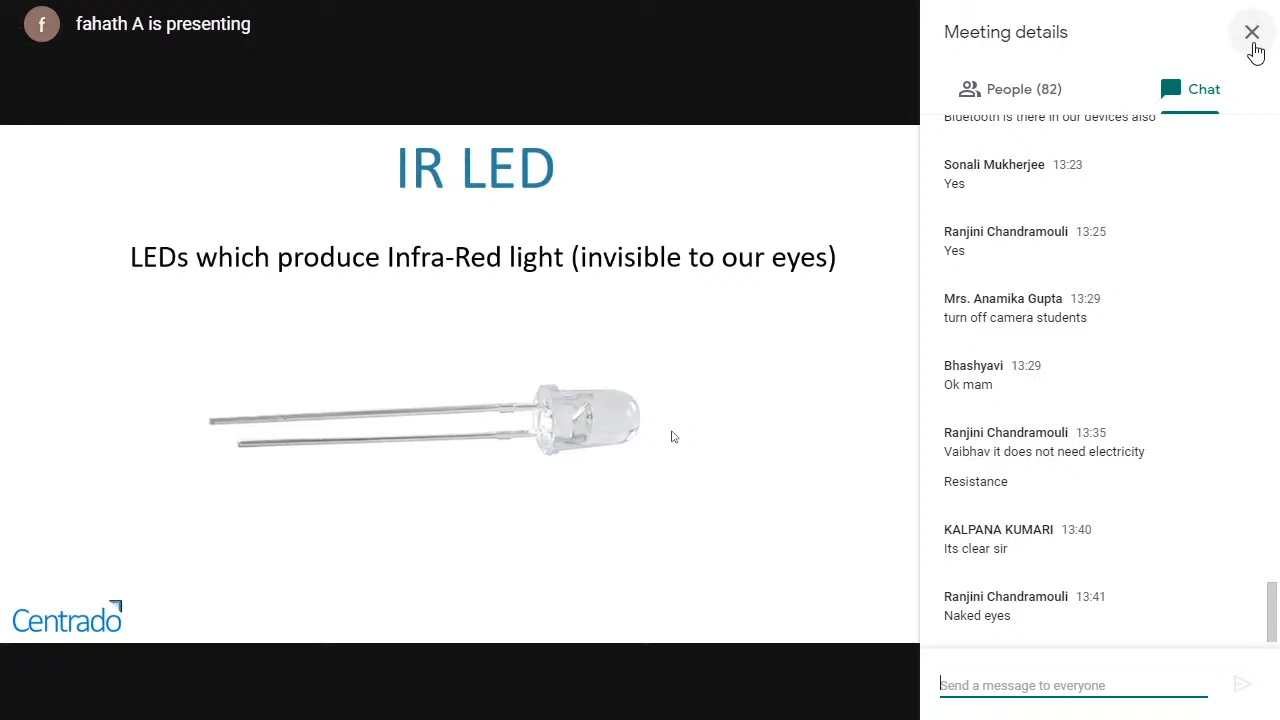 f
fahath A is presenting
IR LED
LEDs which produce Infra-Red light (invisible to our eyes)
Centrado
Meeting details
People (82)
Chat
Bluetooth is there in our devices also
Sonali Mukherjee 13:23
Yes
Ranjini Chandramouli 13:25
Yes
Mrs. Anamika Gupta 13:29
turn off camera students
Bhashyavi 13:29
Ok mam
Ranjini Chandramouli 13:35
Vaibhav it does not need electricity
Resistance
KALPANA KUMARI 13:40
Its clear sir
Ranjini Chandramouli 13:41
Naked eyes
Send a message to everyone